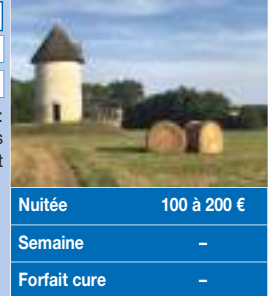 :
s
t
Nuitée 100 à 200 €
Semaine –
Forfait cure –